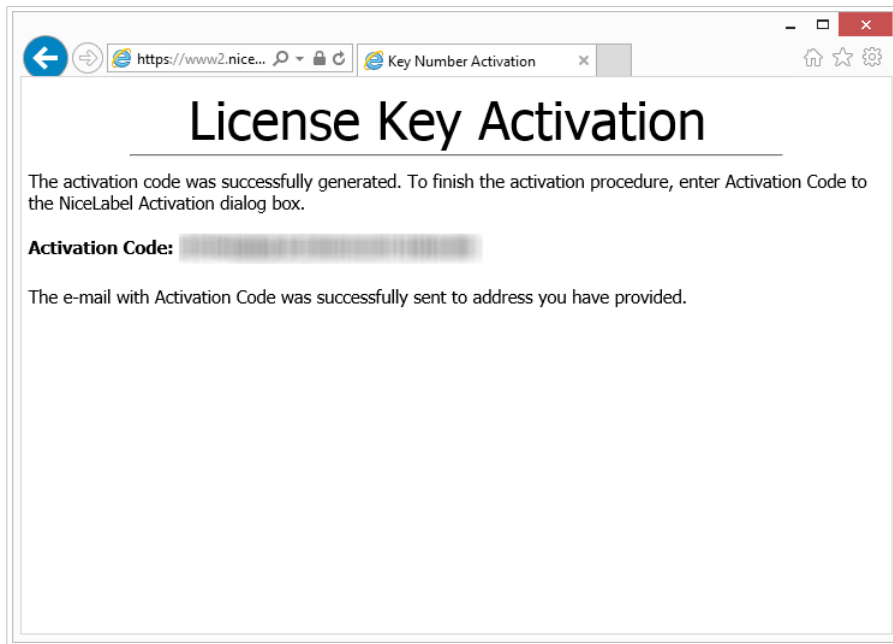 https://www2.nice...
Key Number Activation
License Key Activation
The activation code was successfully generated. To finish the activation procedure, enter Activation Code to
the NiceLabel Activation dialog box.
Activation Code:
The e-mail with Activation Code was successfully sent to address you have provided.